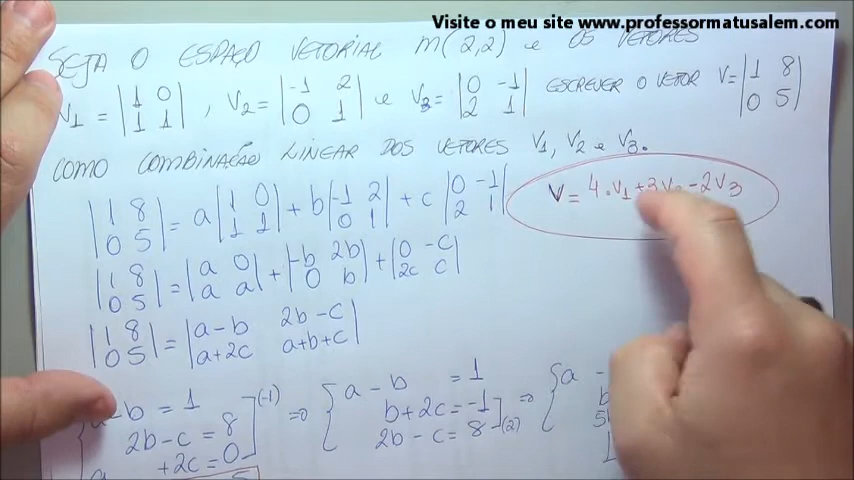 Visite o meu site www.professormatusalem.com
SEJA O ESPAÇO VETORIAL M(2,2) e OS VETORES
V1 = |1 0| , V2 = |-1 2| e V3 = |0 -1| ESCREVER O VETOR V = |1 8|
|1 1| |0 1| |2 1| |0 5|
COMO COMBINAÇÃO LINEAR DOS VETORES V1, V2 e V3.
|1 8| = a |1 0| + b |-1 2| + c |0 -1| V = 4.V1 + 3V2 - 2V3
|0 5| |1 1| |0 1| |2 1|
|1 8| = |a 0| + |-b 2b| + |0 -c|
|0 5| |a a| |0 b| |2c c|
|1 8| = |a-b 2b-c|
|0 5| |a+2c a+b+c|
a-b = 1 (-1) => { a - b = 1 => { a -
2b-c = 8 b+2c = -1
+2c = 0 2b - c = 8 (2)